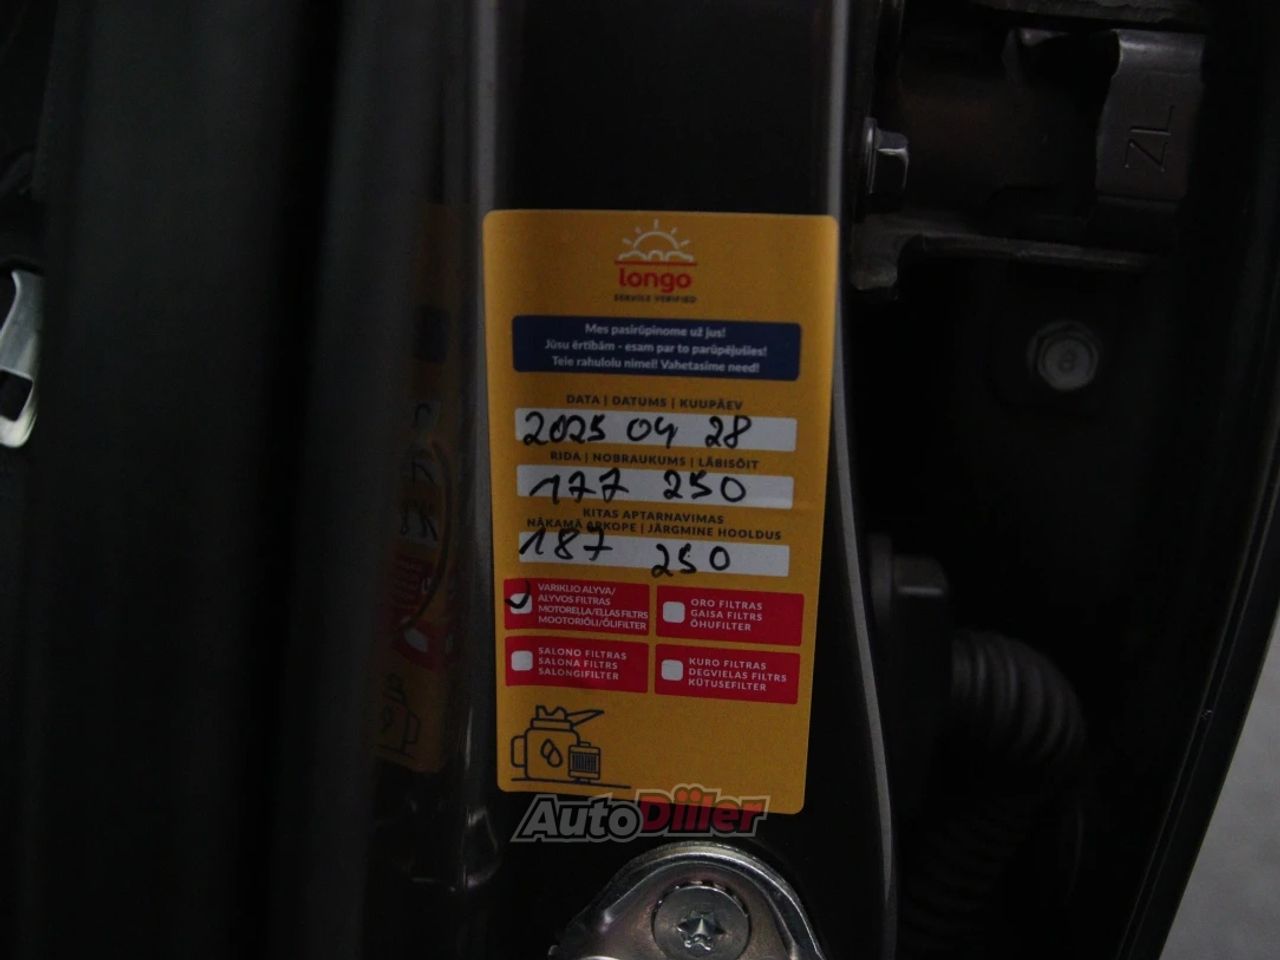 ZL
longo
SERVICE VERIFIED
Mes pasirūpinome už jus!
Jūsu ērtībām - esam par to parūpējušies!
Teie rahulolu nimel! Vahetasime need!
DATA | DATUMS | KUUPÄEV
2025 04 28
RIDA | NOBRAUKUMS | LÄBISÕIT
177 250
KITAS APTARNAVIMAS
NĀKAMĀ APKOPE | JÄRGMINE HOOLDUS
187 250
VARIKLIO ALYVA/
ALYVOS FILTRAS
MOTOREĻĻA/EĻĻAS FILTRS
MOOTORIÕLI/ÕLIFILTER
ORO FILTRAS
GAISA FILTRS
ÕHUFILTER
SALONO FILTRAS
SALONA FILTRS
SALONGIFILTER
KURO FILTRAS
DEGVIELAS FILTRS
KÜTUSEFILTER
AutoDiiler